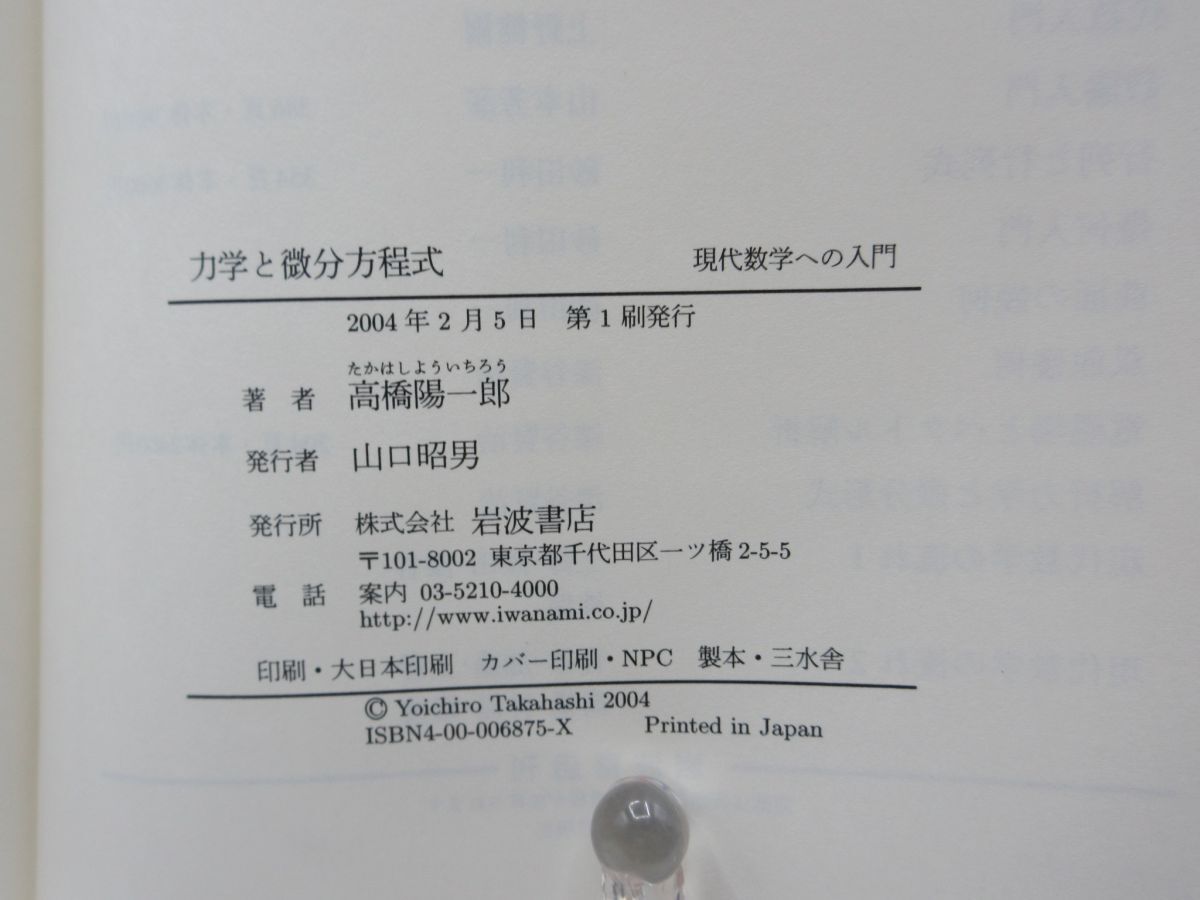 力学と微分方程式　現代数学への入門
2004年2月5日　第1刷発行
たかはしよういちろう
著　者　高橋陽一郎
発行者　山口昭男
発行所　株式会社 岩波書店
〒101-8002 東京都千代田区一ツ橋2-5-5
電　話　案内 03-5210-4000
http://www.iwanami.co.jp/
印刷・大日本印刷　カバー印刷・NPC　製本・三水舎
© Yoichiro Takahashi 2004
ISBN4-00-006875-X　Printed in Japan